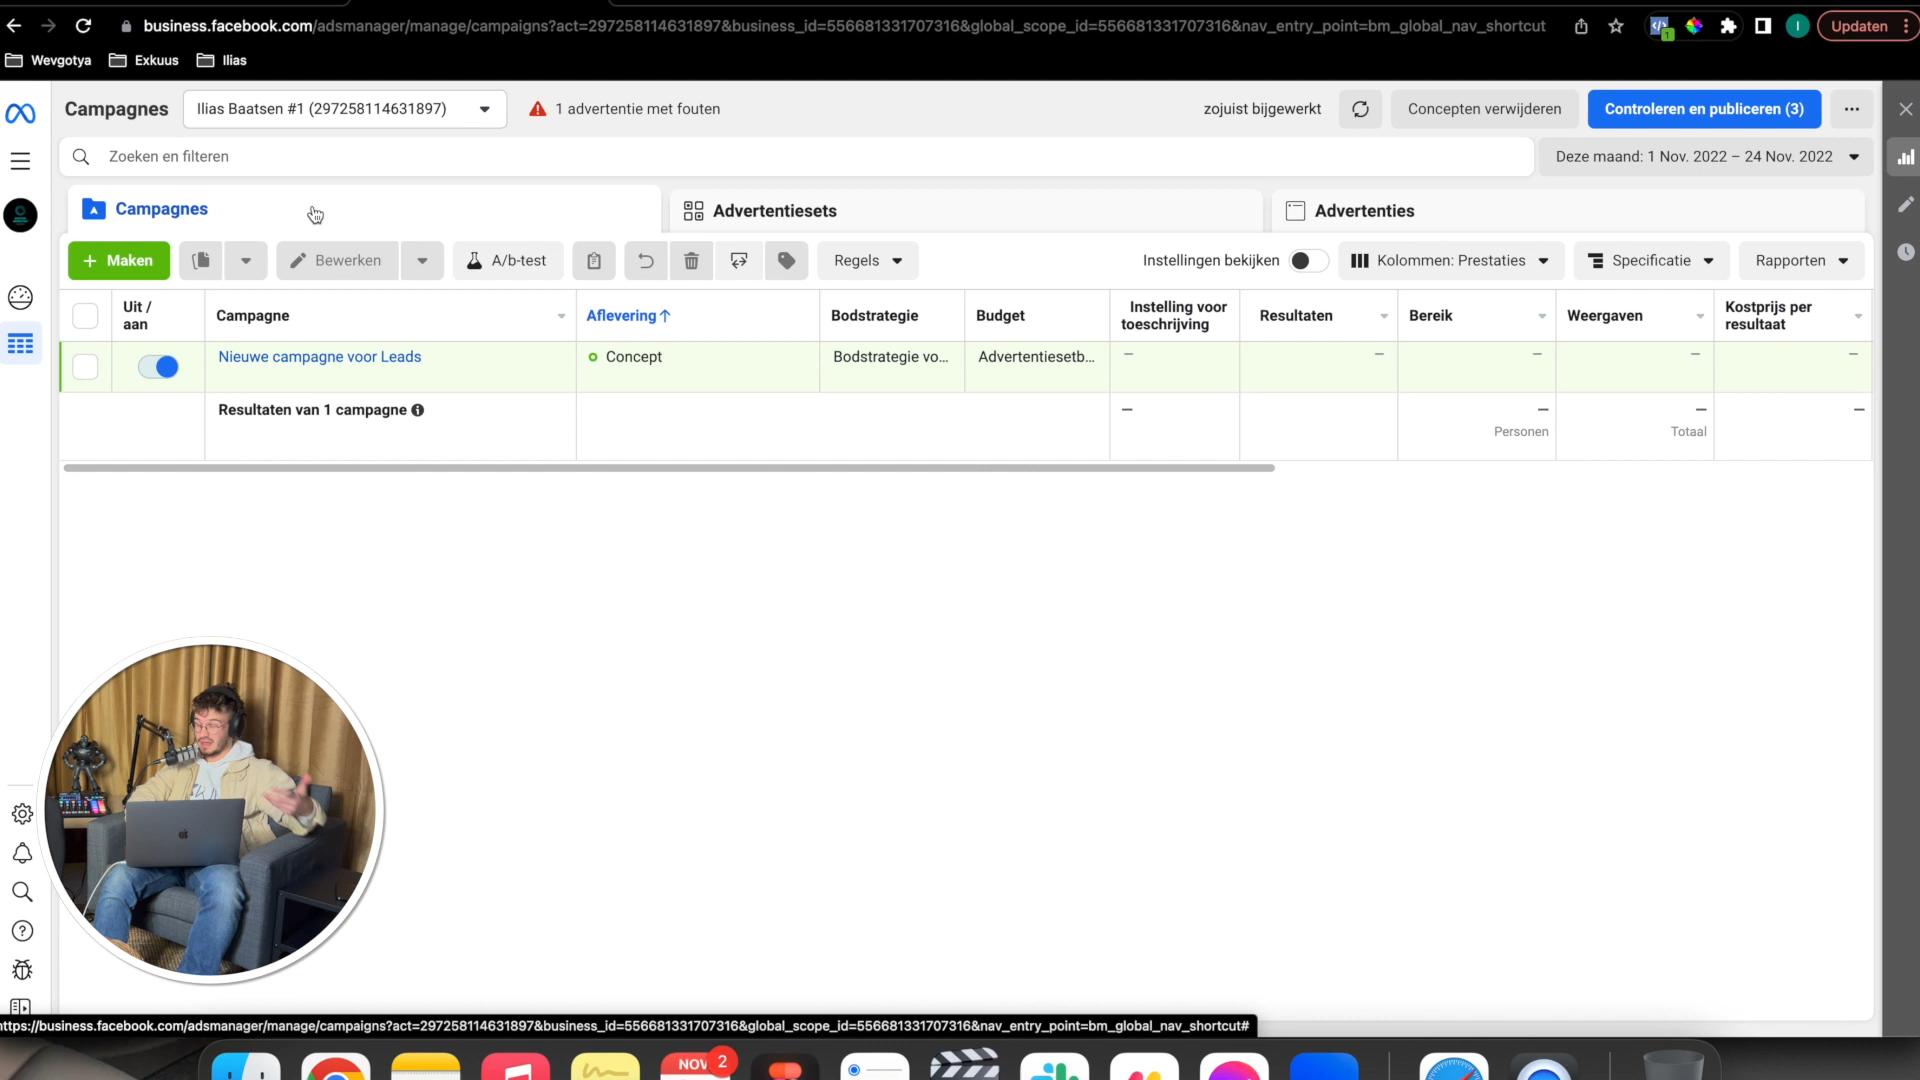 business.facebook.com/adsmanager/manage/campaigns?act=297258114631897&business_id=556681331707316&global_scope_id=556681331707316&nav_entry_point=bm_global_nav_shortcut
1
I
Updaten
Wevgotya
Exkuus
Ilias
Campagnes
Ilias Baatsen #1 (297258114631897)
1 advertentie met fouten
zojuist bijgewerkt
Concepten verwijderen
Controleren en publiceren (3)
Zoeken en filteren
Deze maand: 1 Nov. 2022 – 24 Nov. 2022
Campagnes
Advertentiesets
Advertenties
+ Maken
Bewerken
A/b-test
Regels
Instellingen bekijken
Kolommen: Prestaties
Specificatie
Rapporten
Uit / aan
Campagne
Aflevering↑
Bodstrategie
Budget
Instelling voor toeschrijving
Resultaten
Bereik
Weergaven
Kostprijs per resultaat
Nieuwe campagne voor Leads
Concept
Bodstrategie vo...
Advertentiesetb...
–
–
–
–
–
Resultaten van 1 campagne
–
–
–
–
Personen
Totaal
ttps://business.facebook.com/adsmanager/manage/campaigns?act=297258114631897&business_id=556681331707316&global_scope_id=556681331707316&nav_entry_point=bm_global_nav_shortcut#
NOV
2